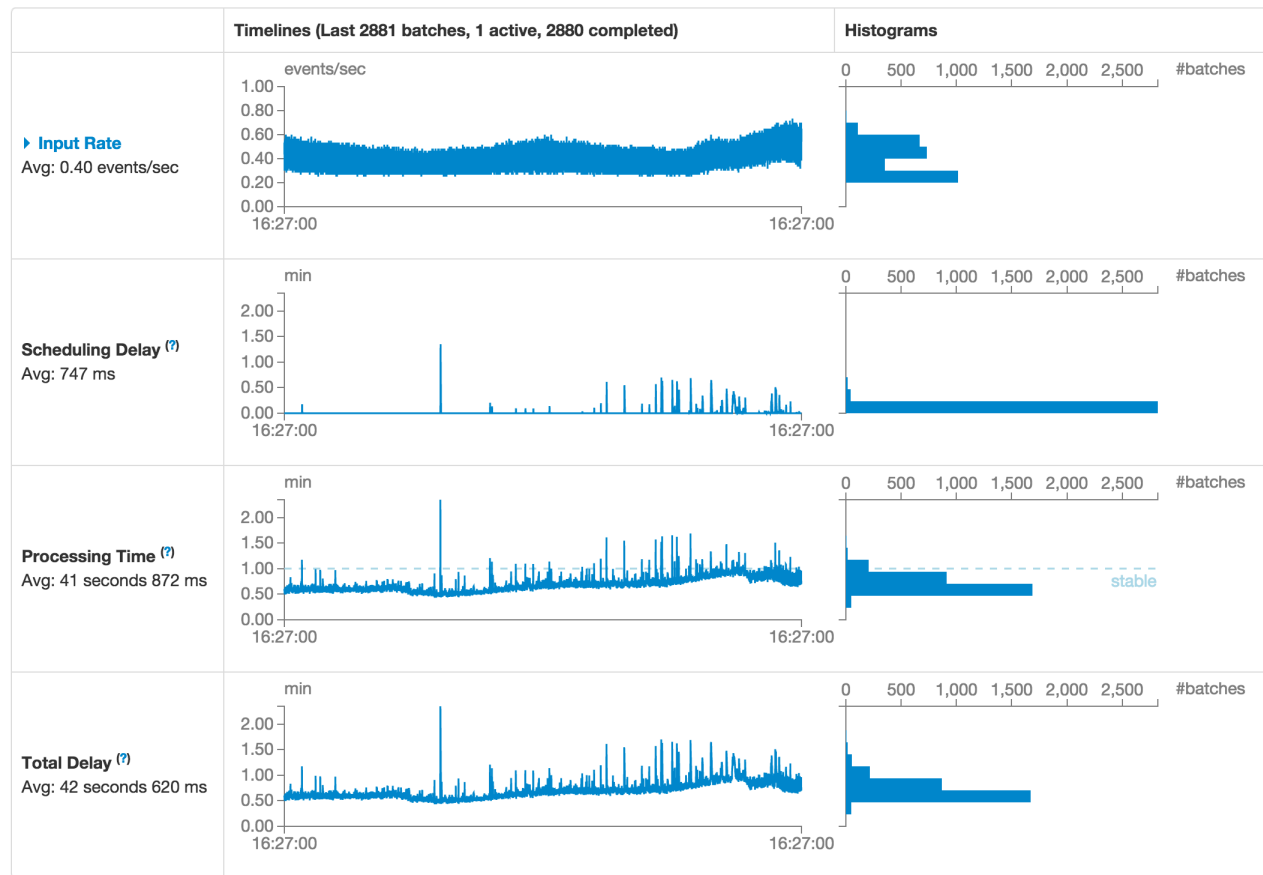 Timelines (Last 2881 batches, 1 active, 2880 completed)
Histograms
Input Rate
Avg: 0.40 events/sec
events/sec
1.00
0.80
0.60
0.40
0.20
0.00
16:27:00
16:27:00
0 500 1,000 1,500 2,000 2,500 #batches
Scheduling Delay (?)
Avg: 747 ms
min
2.00
1.50
1.00
0.50
0.00
16:27:00
16:27:00
0 500 1,000 1,500 2,000 2,500 #batches
Processing Time (?)
Avg: 41 seconds 872 ms
min
2.00
1.50
1.00
0.50
0.00
16:27:00
16:27:00
0 500 1,000 1,500 2,000 2,500 #batches
stable
Total Delay (?)
Avg: 42 seconds 620 ms
min
2.00
1.50
1.00
0.50
0.00
16:27:00
16:27:00
0 500 1,000 1,500 2,000 2,500 #batches